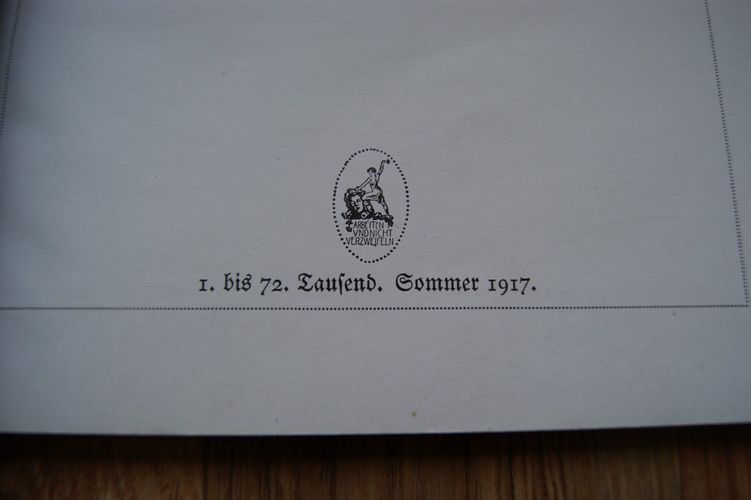 ARBEITEN
VND NICHT
VERZWEIFELN
1. bis 72. Tauſend. Sommer 1917.